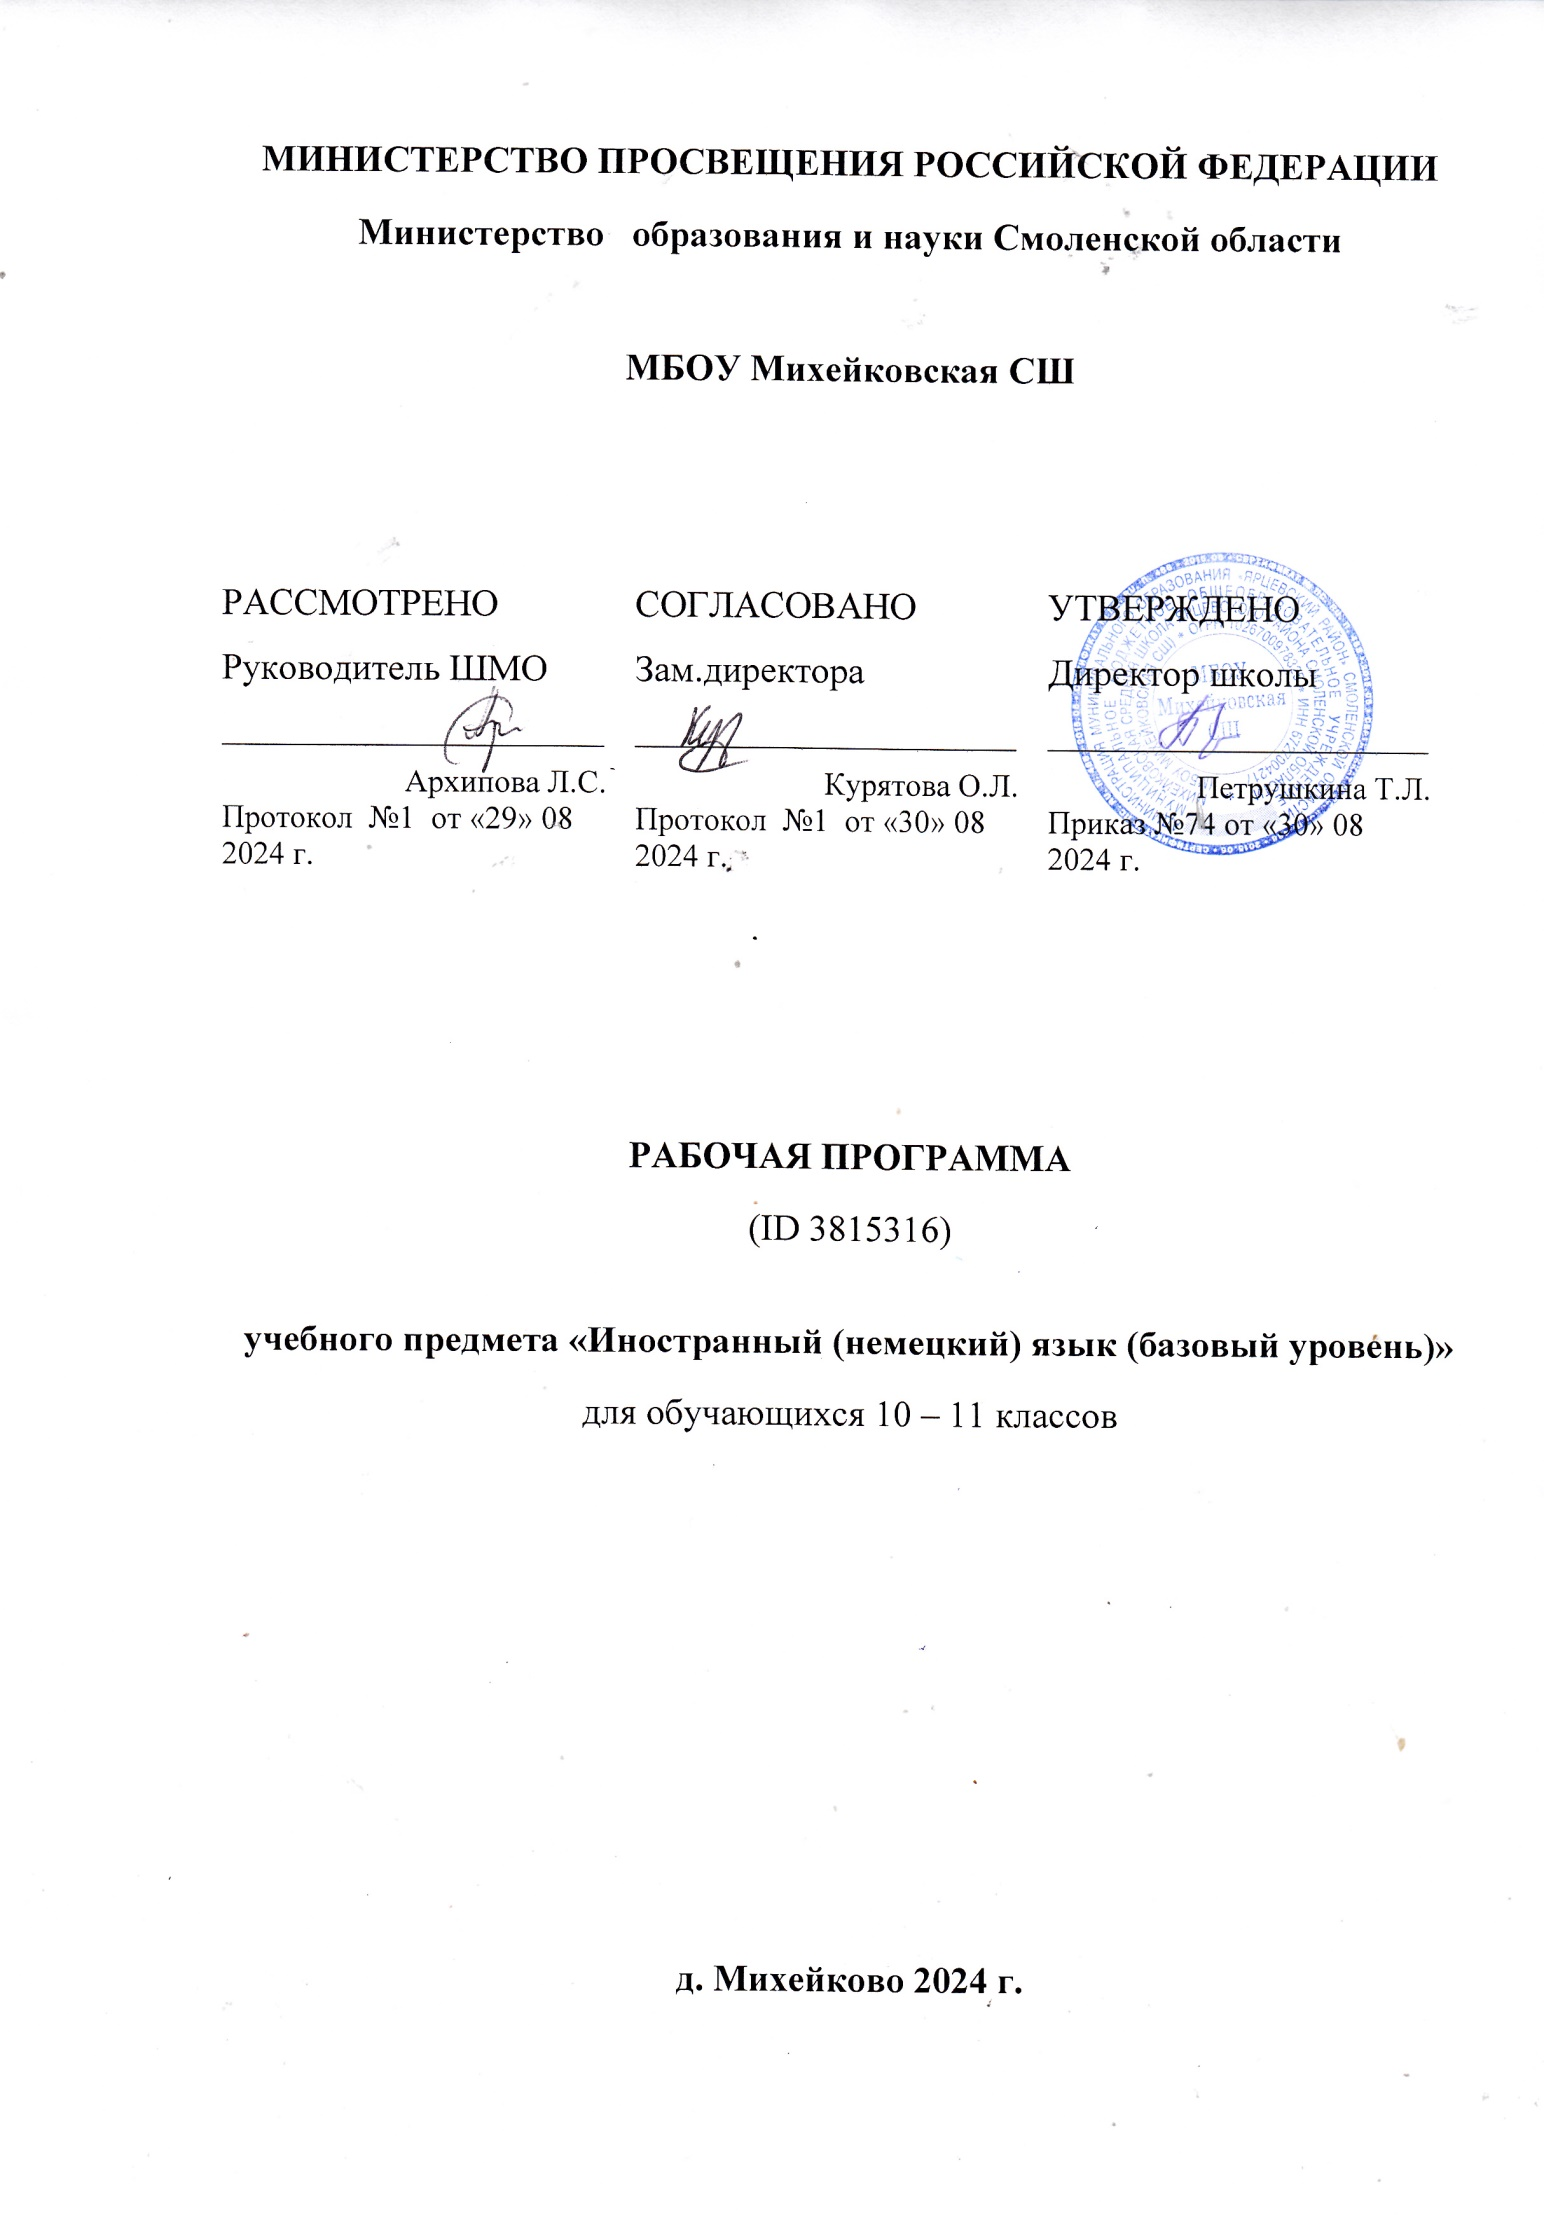 МИНИСТЕРСТВО ПРОСВЕЩЕНИЯ РОССИЙСКОЙ ФЕДЕРАЦИИ
Министерство образования и науки Смоленской области
МБОУ Михейковская СШ
РАССМОТРЕНО
Руководитель ШМО
Архипова Л.С.
Протокол №1 от «29» 08
2024 г.
СОГЛАСОВАНО
Зам.директора
Курятова О.Л.
Протокол №1 от «30» 08
2024 г.
УТВЕРЖДЕНО
Директор школы
Петрушкина Т.Л.
Приказ №74 от «30» 08
2024 г.
МБОУ
Михейковская
СШ
РАБОЧАЯ ПРОГРАММА
(ID 3815316)
учебного предмета «Иностранный (немецкий) язык (базовый уровень)»
для обучающихся 10 – 11 классов
д. Михейково 2024 г.